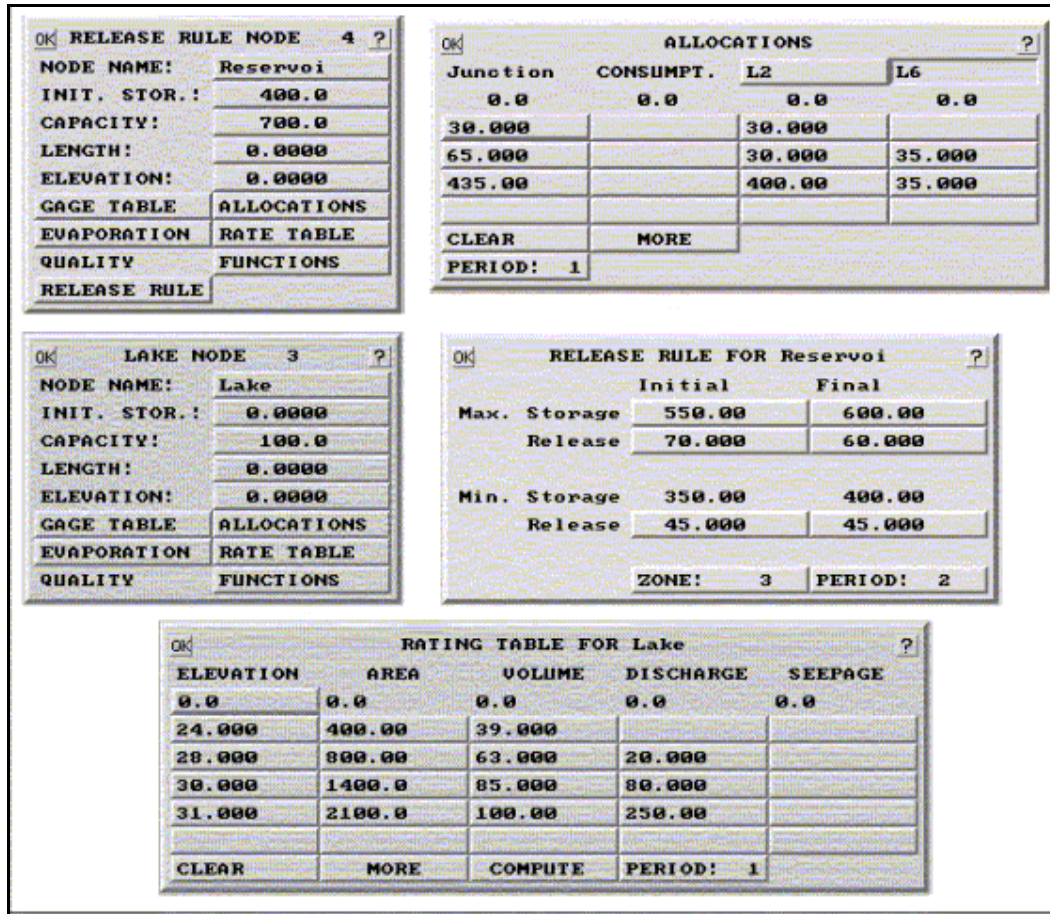 OK RELEASE RULE NODE 4 ?
NODE NAME: Reservoi
INIT. STOR.: 400.0
CAPACITY: 700.0
LENGTH: 0.0000
ELEVATION: 0.0000
GAGE TABLE ALLOCATIONS
EVAPORATION RATE TABLE
QUALITY FUNCTIONS
RELEASE RULE
OK ALLOCATIONS ?
Junction CONSUMPT. L2 L6
0.0 0.0 0.0 0.0
30.000 30.000
65.000 30.000 35.000
435.00 400.00 35.000
CLEAR MORE
PERIOD: 1
OK LAKE NODE 3 ?
NODE NAME: Lake
INIT. STOR.: 0.0000
CAPACITY: 100.0
LENGTH: 0.0000
ELEVATION: 0.0000
GAGE TABLE ALLOCATIONS
EVAPORATION RATE TABLE
QUALITY FUNCTIONS
OK RELEASE RULE FOR Reservoi ?
Initial Final
Max. Storage 550.00 600.00
Release 70.000 60.000
Min. Storage 350.00 400.00
Release 45.000 45.000
ZONE: 3 PERIOD: 2
OK RATING TABLE FOR Lake ?
ELEVATION AREA VOLUME DISCHARGE SEEPAGE
0.0 0.0 0.0 0.0 0.0
24.000 400.00 39.000
28.000 800.00 63.000 20.000
30.000 1400.0 85.000 80.000
31.000 2100.0 100.00 250.00
CLEAR MORE COMPUTE PERIOD: 1